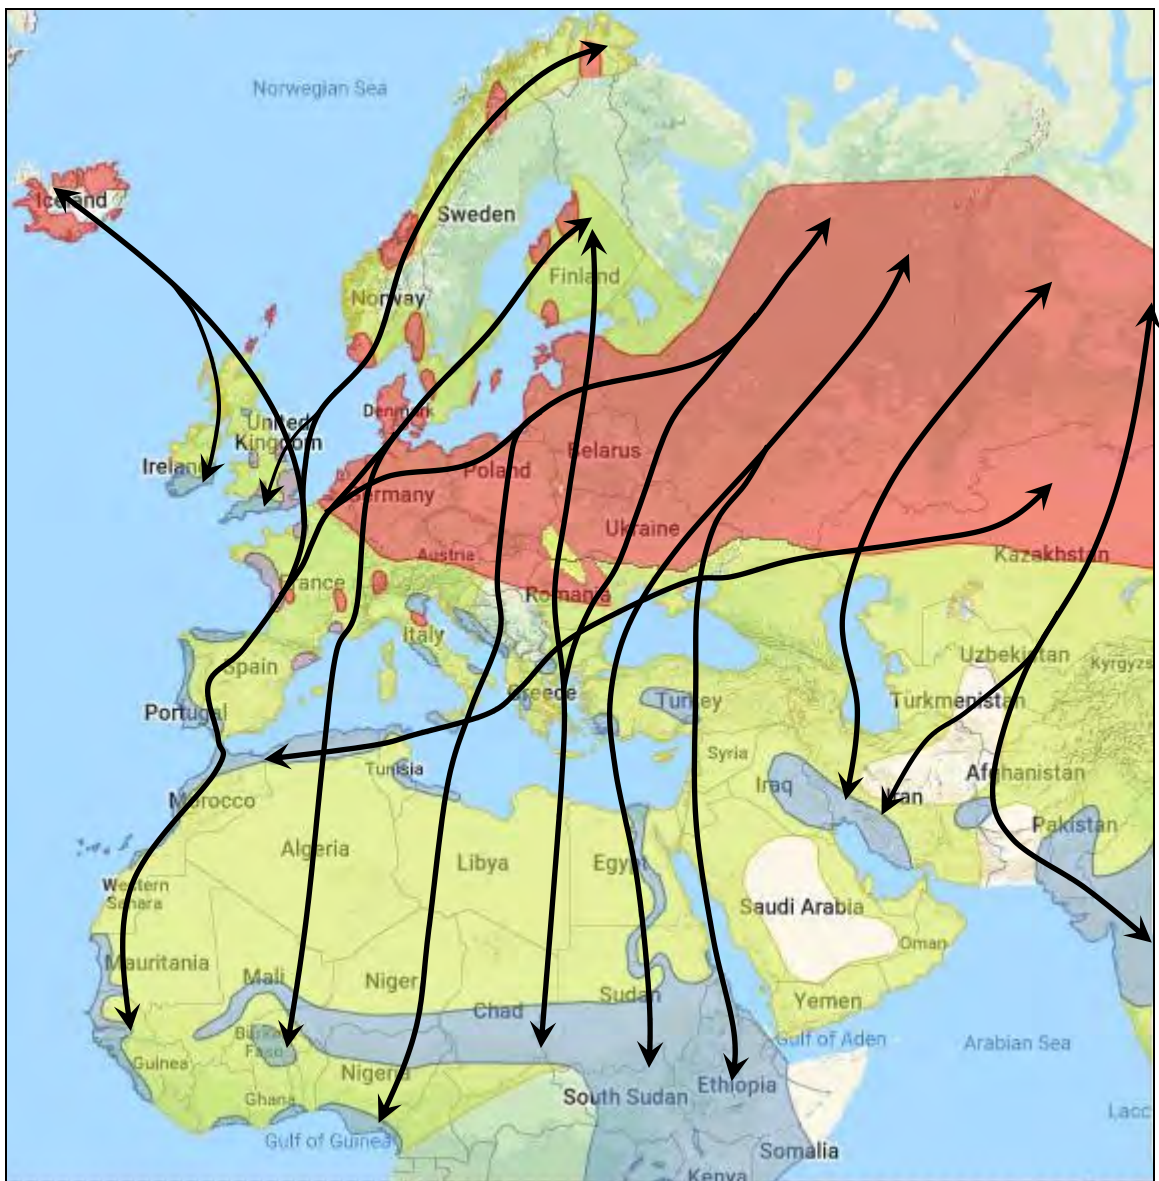 Norwegian Sea
Iceland
Sweden
Finland
Norway
Denmark
United
Kingdom
Ireland
Belarus
Poland
Germany
Ukraine
Austria
Kazakhstan
France
Romania
Italy
Uzbekistan
Kyrgyzs
Spain
Greece
Turkey
Turkmenistan
Portugal
Syria
Tunisia
Iraq
Afghanistan
Iran
Morocco
Pakistan
Algeria
Libya
Egypt
Western
Sahara
Saudi Arabia
Oman
Mauritania
Mali
Niger
Chad
Sudan
Yemen
Burkina
Faso
Gulf of Aden
Arabian Sea
Guinea
Nigeria
Ethiopia
Ghana
South Sudan
Lacc
Gulf of Guinea
Somalia
Kenya